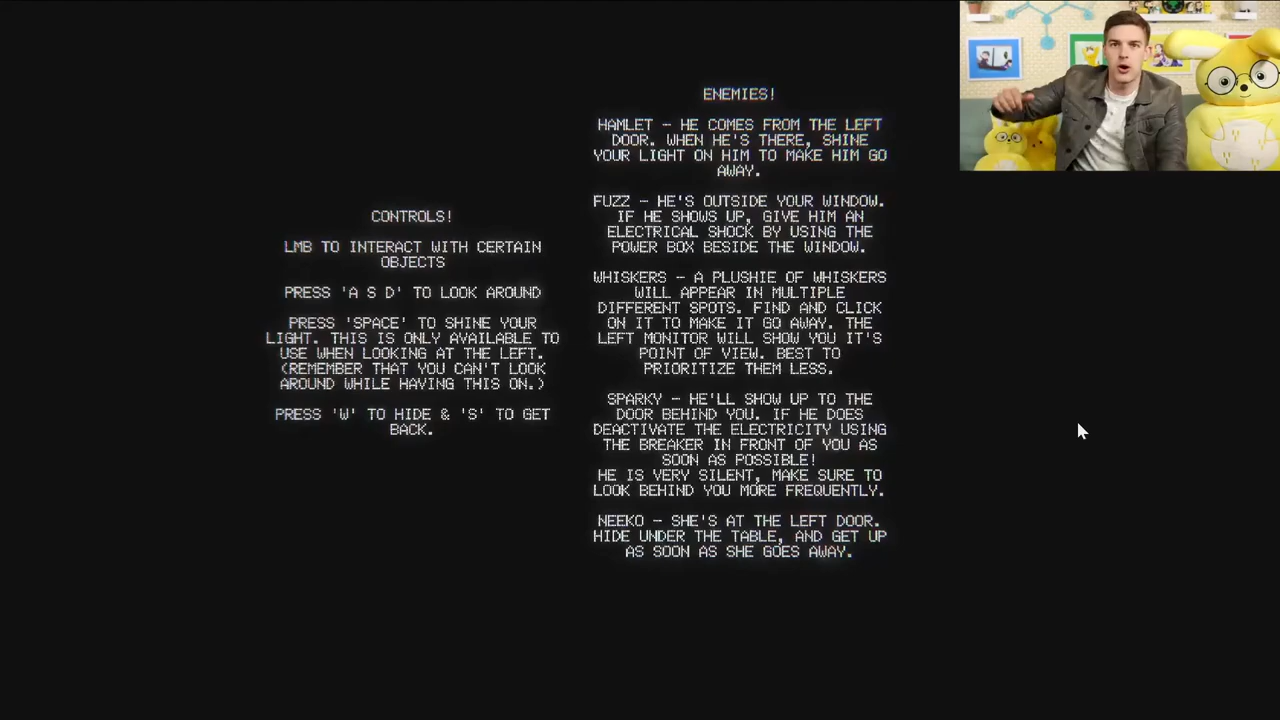 CONTROLS!
LMB TO INTERACT WITH CERTAIN
OBJECTS
PRESS 'A S D' TO LOOK AROUND
PRESS 'SPACE' TO SHINE YOUR
LIGHT. THIS IS ONLY AVAILABLE TO
USE WHEN LOOKING AT THE LEFT.
(REMEMBER THAT YOU CAN'T LOOK
AROUND WHILE HAVING THIS ON.)
PRESS 'W' TO HIDE & 'S' TO GET
BACK.
ENEMIES!
HAMLET - HE COMES FROM THE LEFT
DOOR. WHEN HE'S THERE, SHINE
YOUR LIGHT ON HIM TO MAKE HIM GO
AWAY.
FUZZ - HE'S OUTSIDE YOUR WINDOW.
IF HE SHOWS UP, GIVE HIM AN
ELECTRICAL SHOCK BY USING THE
POWER BOX BESIDE THE WINDOW.
WHISKERS - A PLUSHIE OF WHISKERS
WILL APPEAR IN MULTIPLE
DIFFERENT SPOTS. FIND AND CLICK
ON IT TO MAKE IT GO AWAY. THE
LEFT MONITOR WILL SHOW YOU IT'S
POINT OF VIEW. BEST TO
PRIORITIZE THEM LESS.
SPARKY - HE'LL SHOW UP TO THE
DOOR BEHIND YOU. IF HE DOES
DEACTIVATE THE ELECTRICITY USING
THE BREAKER IN FRONT OF YOU AS
SOON AS POSSIBLE!
HE IS VERY SILENT, MAKE SURE TO
LOOK BEHIND YOU MORE FREQUENTLY.
NEEKO - SHE'S AT THE LEFT DOOR.
HIDE UNDER THE TABLE, AND GET UP
AS SOON AS SHE GOES AWAY.